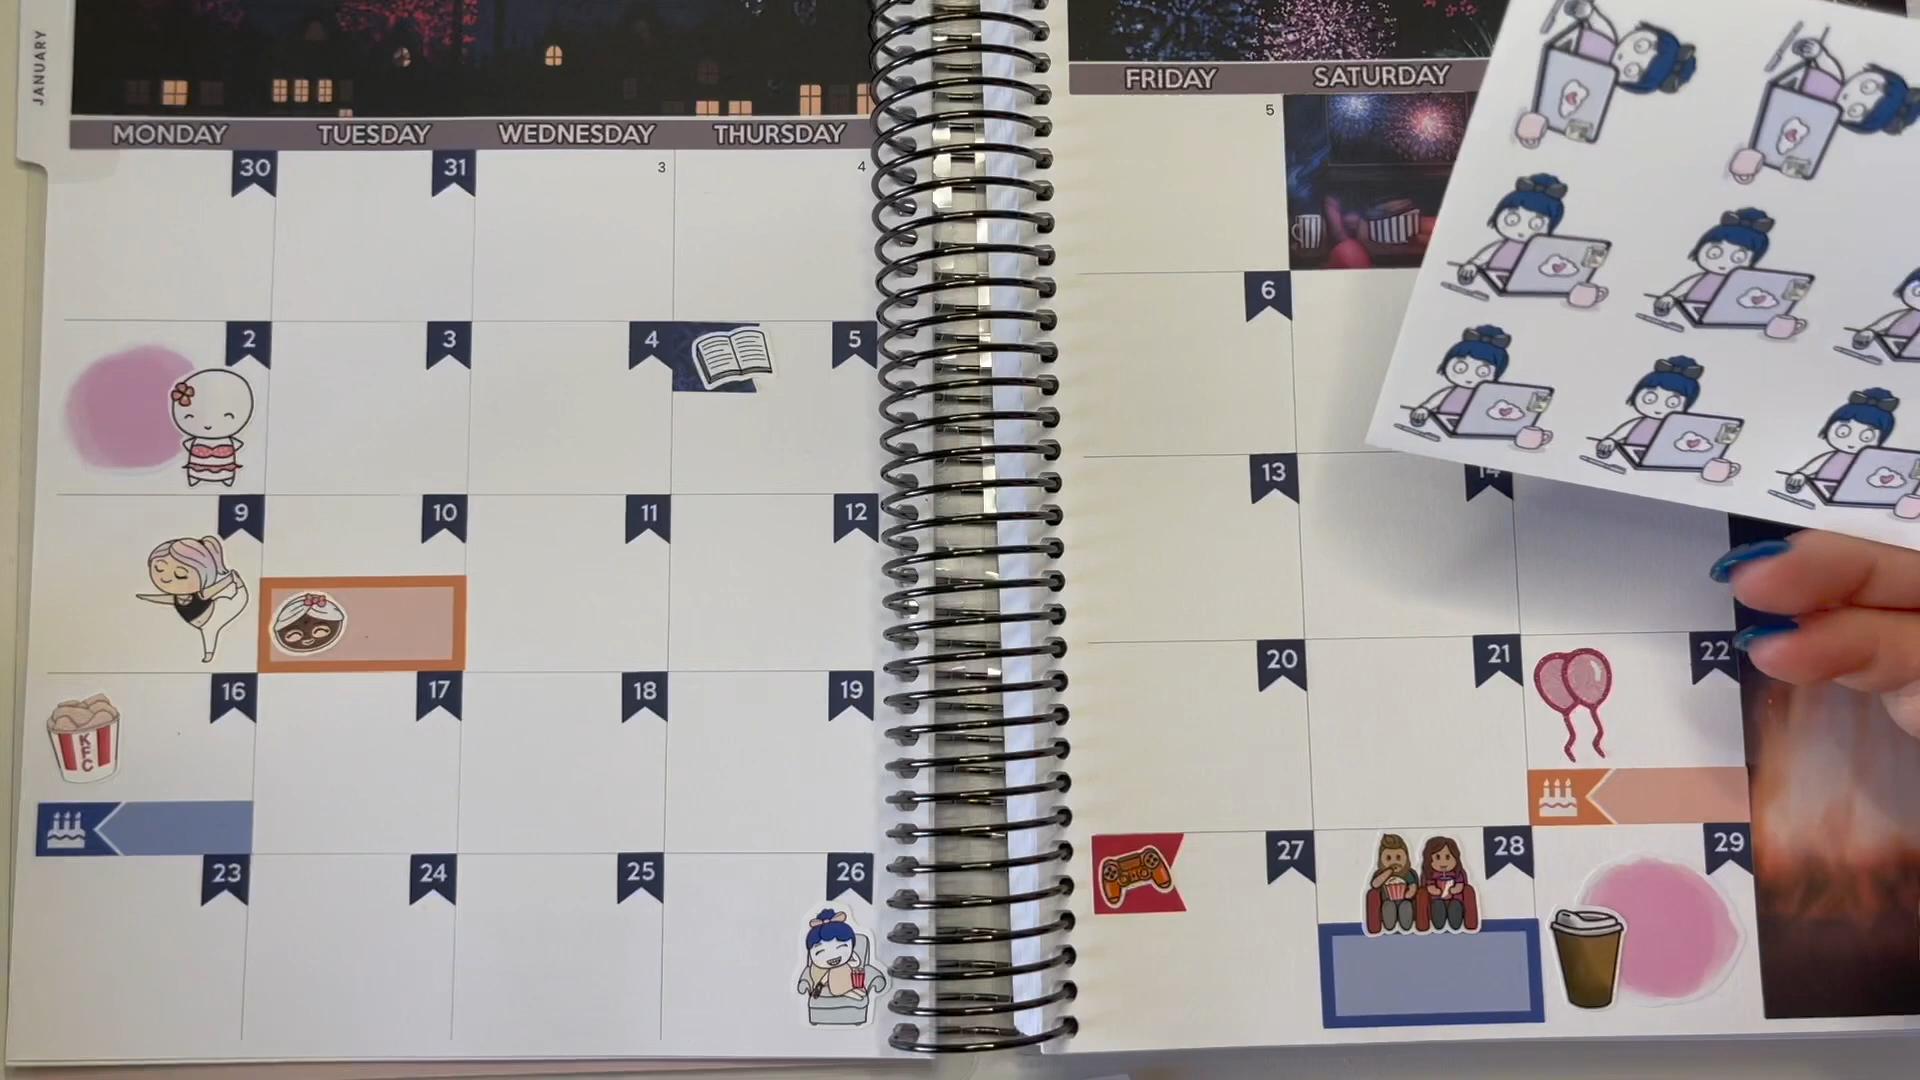 JANUARY
MONDAY TUESDAY WEDNESDAY THURSDAY FRIDAY SATURDAY
30 31 3 4 5
2 3 4 5 6
9 10 11 12 13 14
16 17 18 19 20 21 22
KFC
23 24 25 26 27 28 29